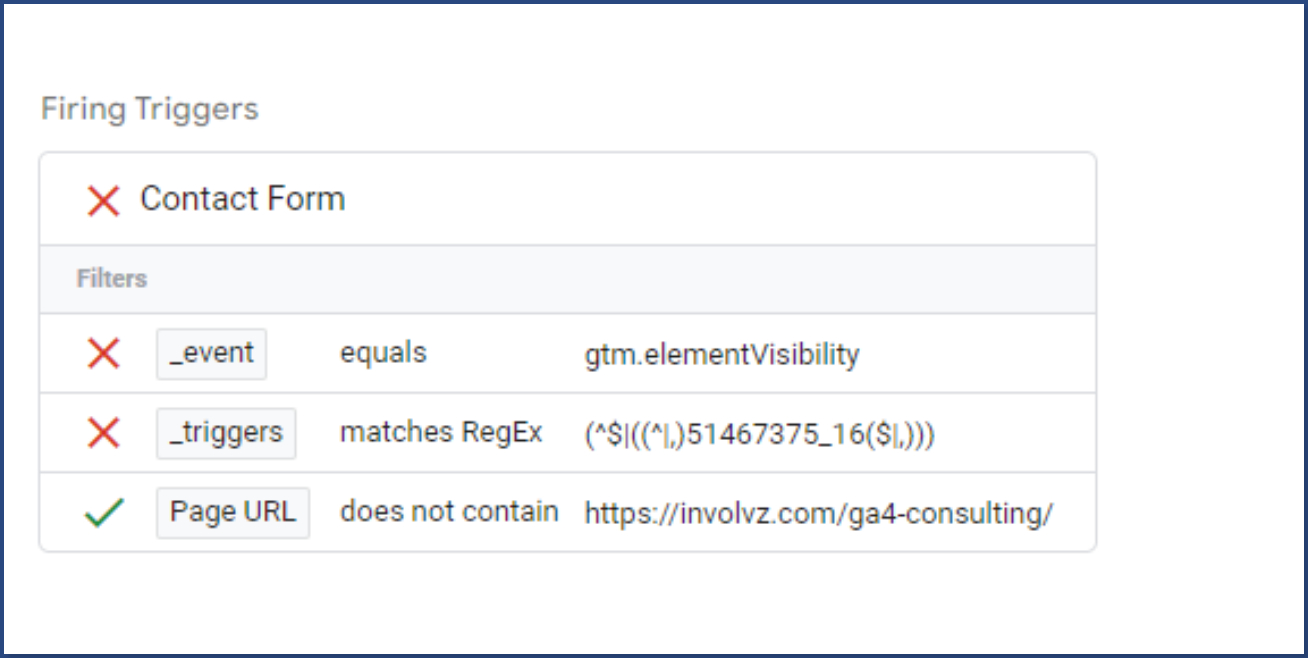 Firing Triggers
Contact Form
Filters
_event equals gtm.elementVisibility
_triggers matches RegEx (^$|((^|,)51467375_16($|,)))
Page URL does not contain https://involvz.com/ga4-consulting/